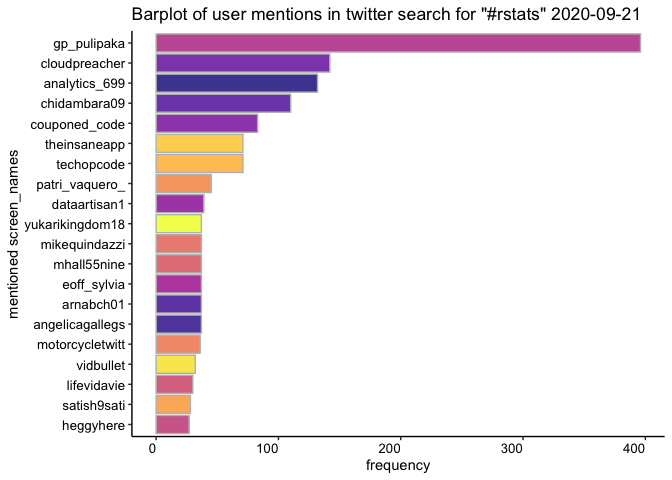 Barplot of user mentions in twitter search for "#rstats" 2020-09-21
mentioned screen_names
gp_pulipaka
cloudpreacher
analytics_699
chidambara09
couponed_code
theinsaneapp
techopcode
patri_vaquero_
dataartisan1
yukarikingdom18
mikequindazzi
mhall55nine
eoff_sylvia
arnabch01
angelicagallegs
motorcycletwitt
vidbullet
lifevidavie
satish9sati
heggyhere
0 100 200 300 400
frequency